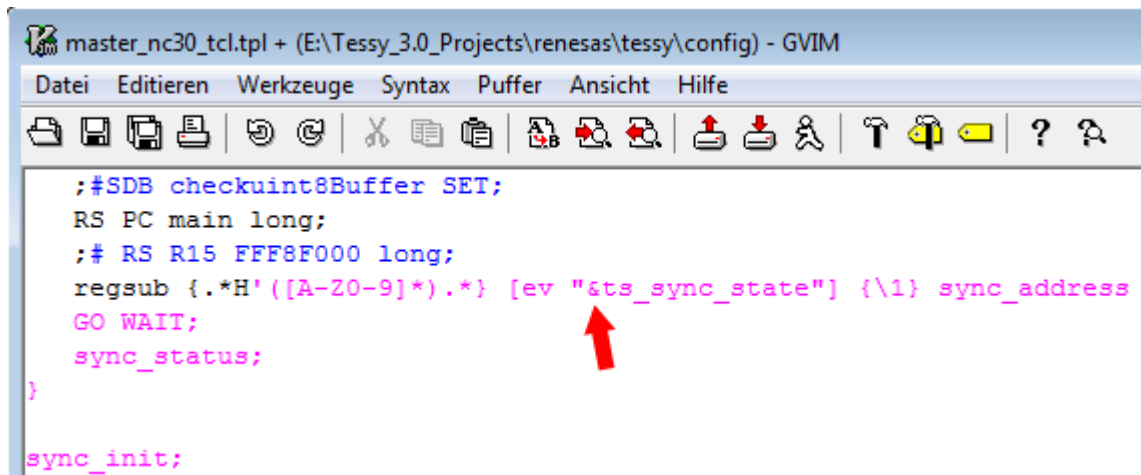 master_nc30_tcl.tpl + (E:\Tessy_3.0_Projects\renesas\tessy\config) - GVIM
Datei Editieren Werkzeuge Syntax Puffer Ansicht Hilfe
;#SDB checkuint8Buffer SET;
RS PC main long;
;# RS R15 FFF8F000 long;
regsub {.*H'([A-Z0-9]*).*} [ev "&ts_sync_state"] {\1} sync_address
GO WAIT;
sync_status;
}
sync_init;